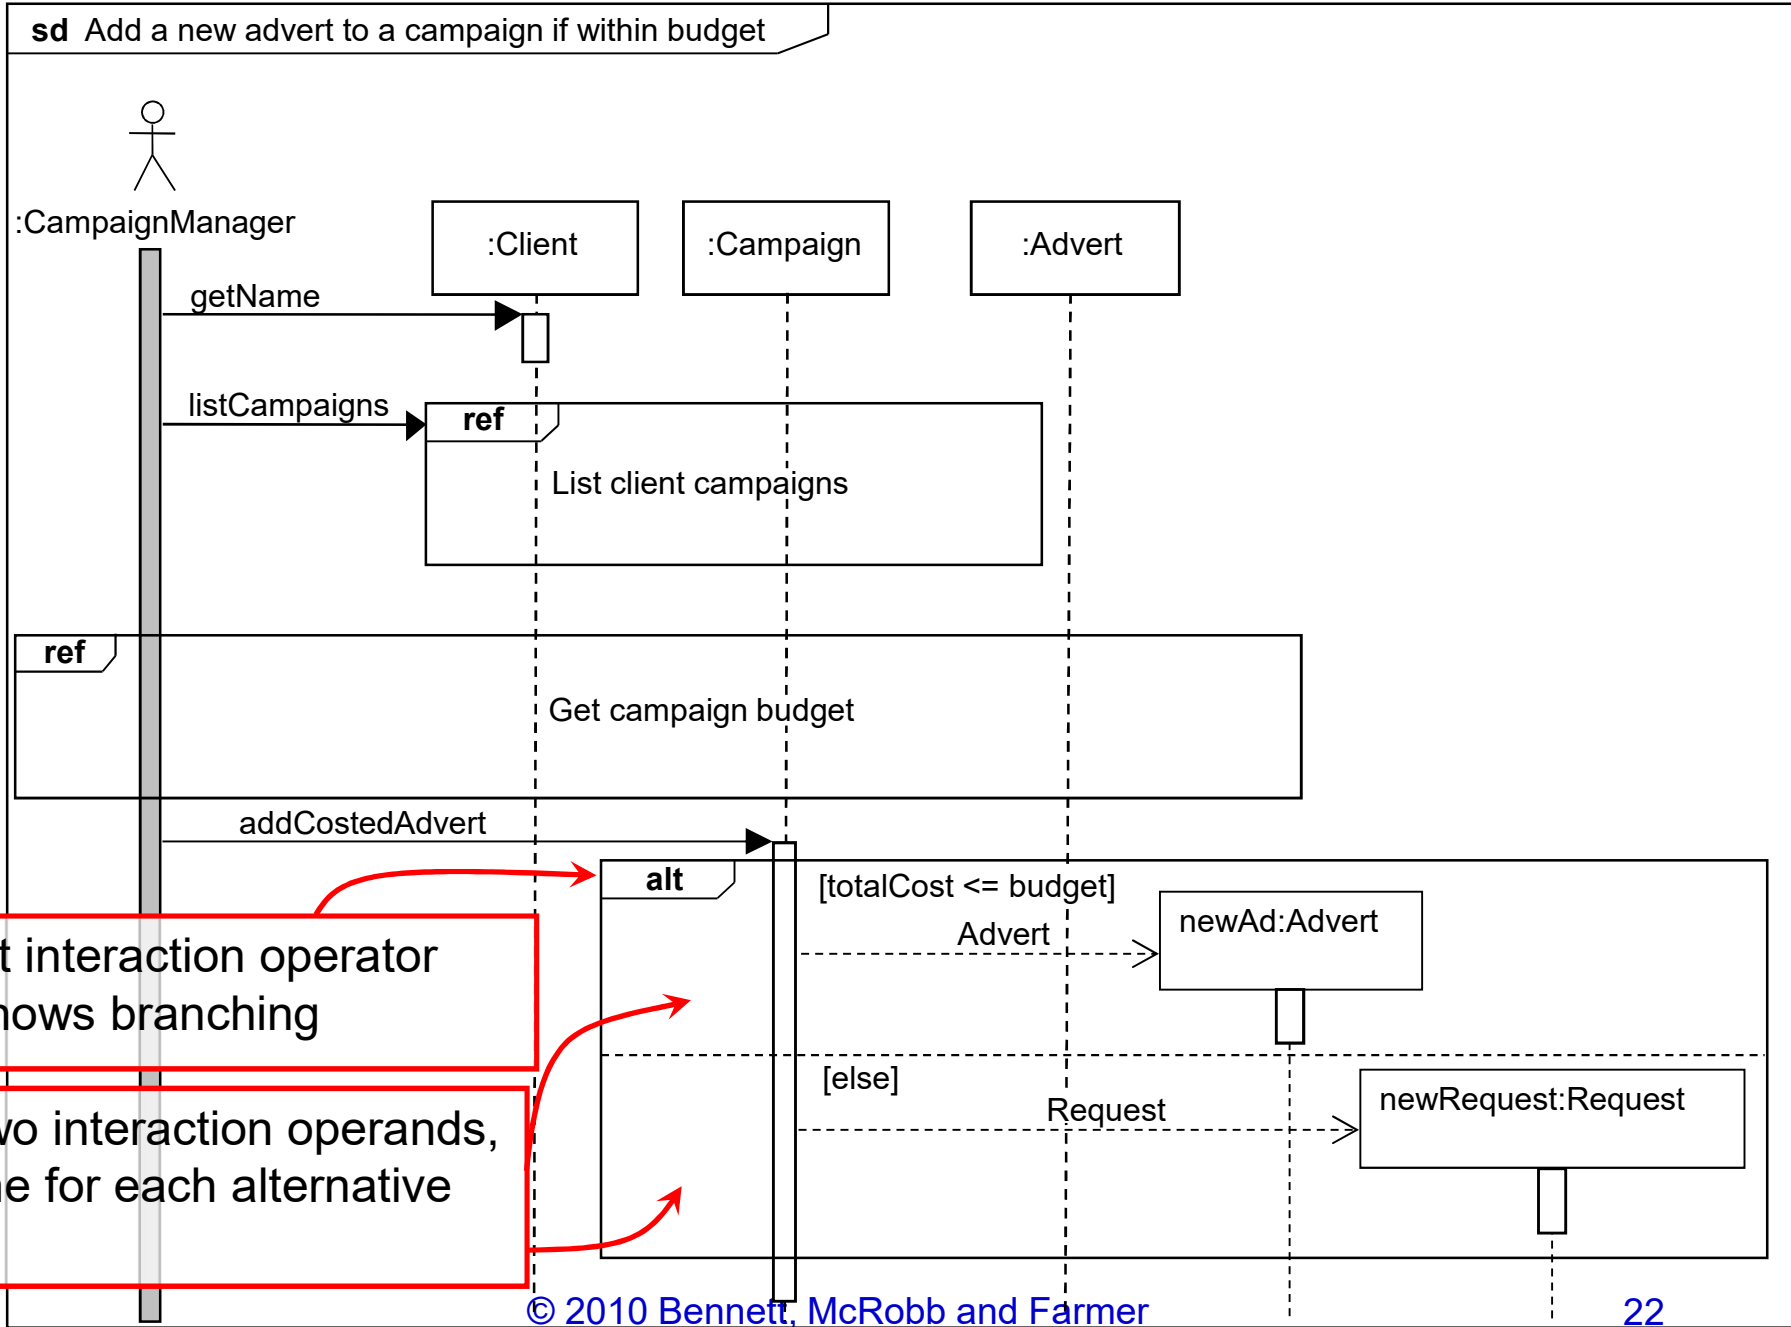 sd Add a new advert to a campaign if within budget
:CampaignManager
:Client
:Campaign
:Advert
getName
listCampaigns
ref
List client campaigns
ref
Get campaign budget
addCostedAdvert
alt
[totalCost <= budget]
Advert
newAd:Advert
interaction operator
branching
[else]
Request
newRequest:Request
interaction operands,
for each alternative
© 2010 Bennett, McRobb and Farmer
22